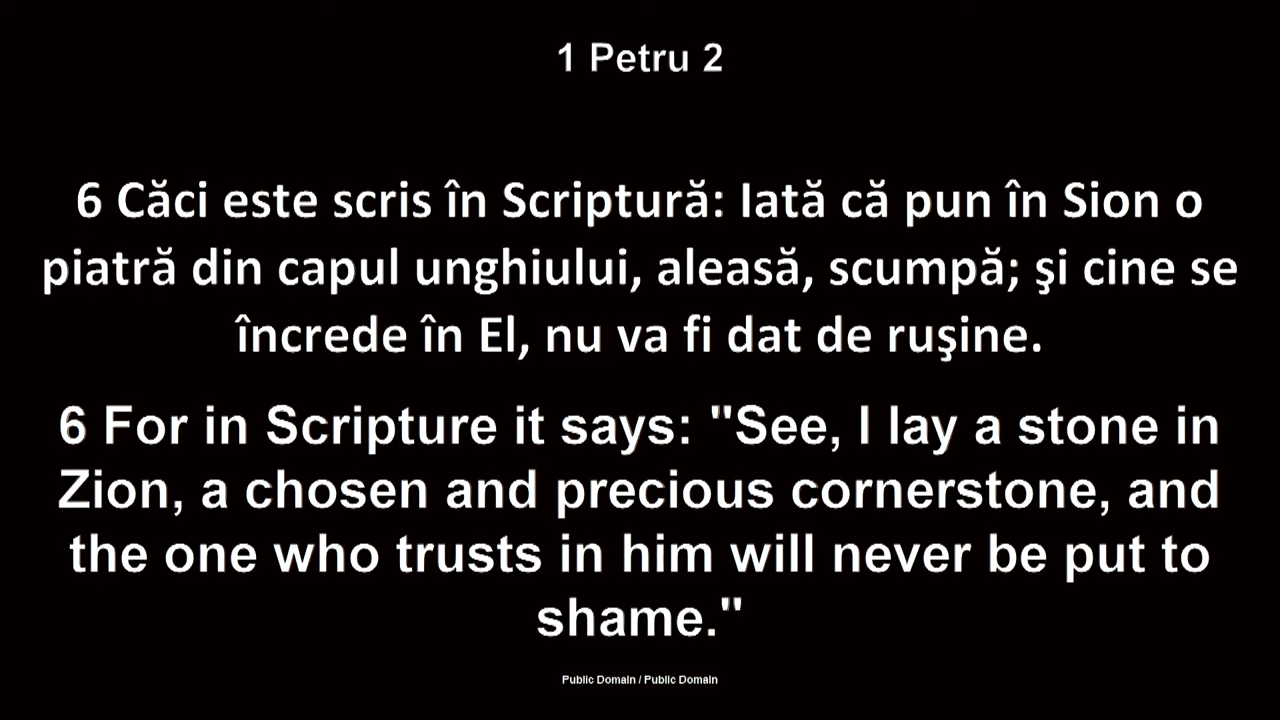 1 Petru 2
6 Căci este scris în Scriptură: Iată că pun în Sion o
piatră din capul unghiului, aleasă, scumpă; şi cine se
încrede în El, nu va fi dat de ruşine.
6 For in Scripture it says: "See, I lay a stone in
Zion, a chosen and precious cornerstone, and
the one who trusts in him will never be put to
shame."
Public Domain / Public Domain